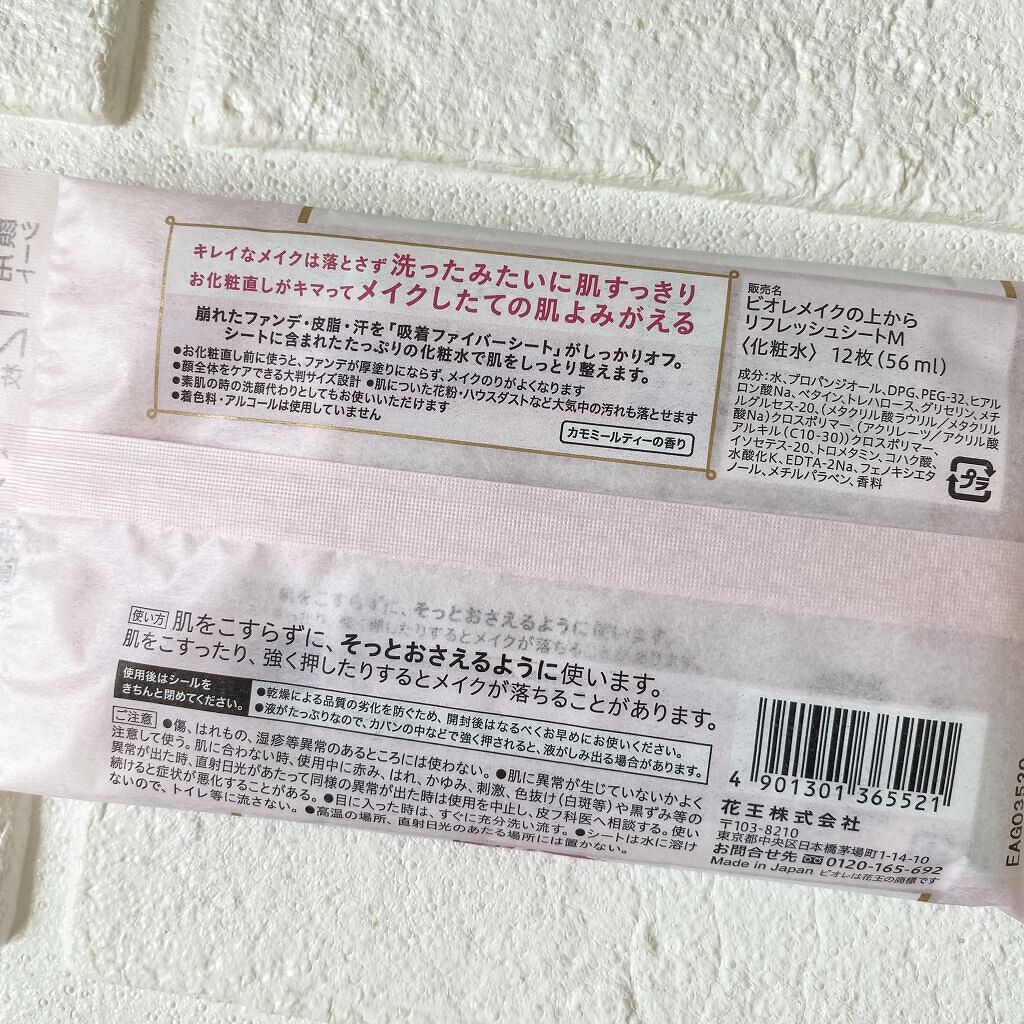 キレイなメイクは落とさず 洗ったみたいに肌すっきり
お化粧直しがキマって メイクしたての肌よみがえる
崩れたファンデ・皮脂・汗を「吸着ファイバーシート」がしっかりオフ。
シートに含まれたたっぷりの化粧水で肌をしっとり整えます。
●お化粧直し前に使うと、ファンデが厚塗りにならず、メイクのりがよくなります
●顔全体をケアできる大判サイズ設計 ●肌についた花粉・ハウスダストなど大気中の汚れも落とせます
●素肌の時の洗顔代わりとしてもお使いいただけます
●着色料・アルコールは使用していません
カモミールティーの香り
販売名
ビオレメイクの上から
リフレッシュシートM
〈化粧水〉 12枚(56ml)
成分:水、プロパンジオール、DPG、PEG-32、ヒアル
ロン酸Na、ベタイン、トレハロース、グリセリン、メチ
ルグルセス-20、(メタクリル酸ラウリル/メタクリル
酸Na)クロスポリマー、(アクリレーツ/アクリル酸
アルキル(C10-30))クロスポリマー、
イソセテス-20、トロメタミン、コハク酸、
水酸化K、EDTA-2Na、フェノキシエタ
ノール、メチルパラベン、香料
プラ
使い方 肌をこすらずに、そっとおさえるように使います。
肌をこすったり、強く押したりするとメイクが落ちることがあります。
使用後はシールを
きちんと閉めてください。
●乾燥による品質の劣化を防ぐため、開封後はなるべくお早めにお使いください。
●液がたっぷりなので、カバンの中などで強く押されると、液がしみ出る場合があります。
ご注意 ●傷、はれもの、湿疹等異常のあるところには使わない。●肌に異常が生じていないかよく
注意して使う。肌に合わない時、使用中に赤み、はれ、かゆみ、刺激、色抜け(白斑等)や黒ずみ等の
異常が出た時、直射日光があたって同様の異常が出た時は使用を中止し、皮フ科医へ相談する。使い
続けると症状が悪化することがある。●目に入った時は、すぐに充分洗い流す。●シートは水に溶け
ないので、トイレ等に流さない。●高温の場所、直射日光のあたる場所には置かない。
4 901301 365521
花王株式会社
〒103-8210
東京都中央区日本橋茅場町1-14-10
お問合せ先 0120-165-692
Made in Japan ビオレは花王の商標です